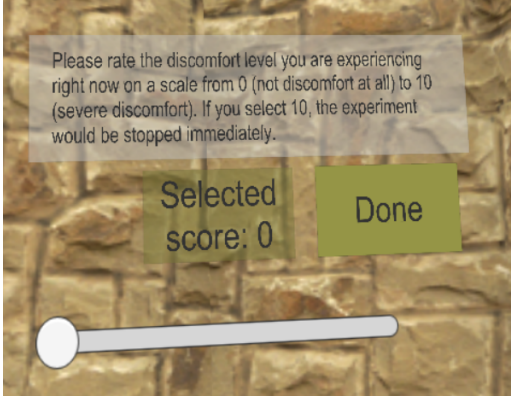 Please rate the discomfort level you are experiencing
right now on a scale from 0 (not discomfort at all) to 10
(severe discomfort). If you select 10, the experiment
would be stopped immediately.
Selected
score: 0
Done